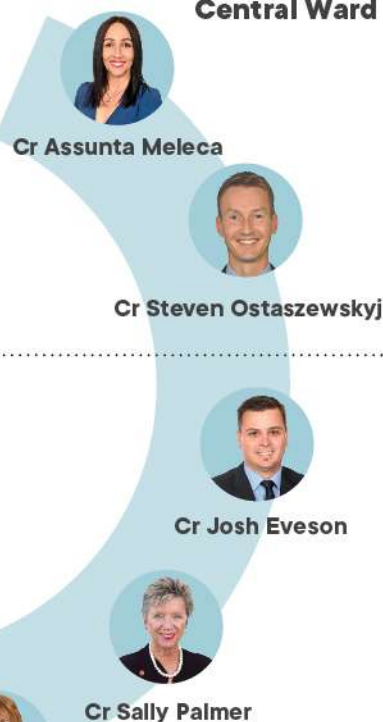 Central Ward
Cr Assunta Meleca
Cr Steven Ostaszewskyj
Cr Josh Eveson
Cr Sally Palmer